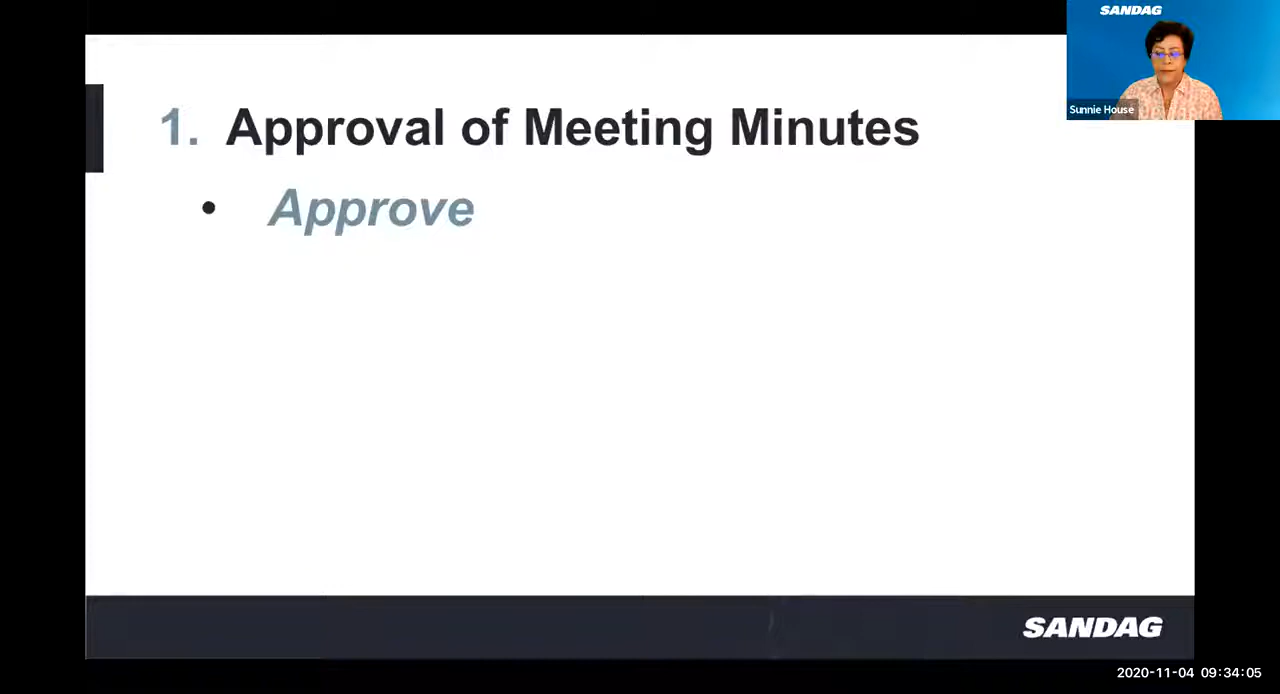 SANDAG
Sunnie House
1. Approval of Meeting Minutes
• Approve
SANDAG
2020-11-04 09:34:05